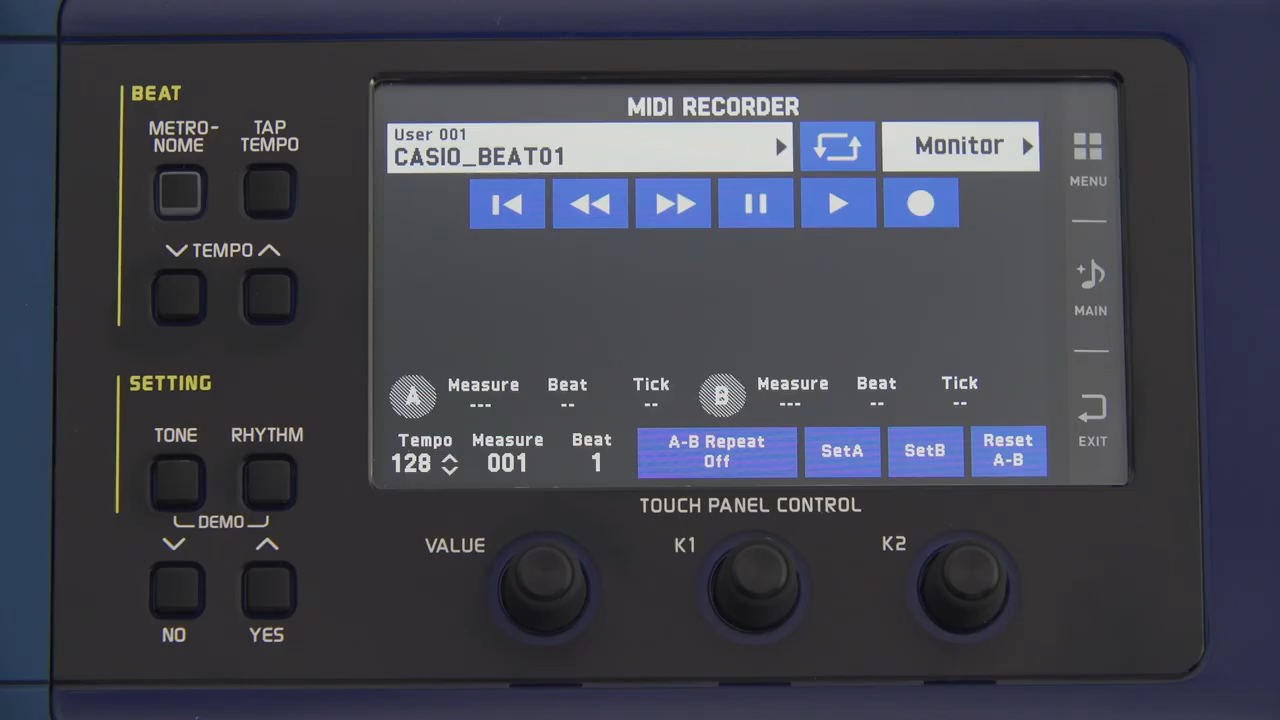 BEAT
METRO-
NOME
TAP
TEMPO
TEMPO
SETTING
TONE
RHYTHM
DEMO
NO
YES
MIDI RECORDER
User 001
CASIO_BEAT01
Monitor
A
Measure
Beat
Tick
---
--
--
B
Measure
Beat
Tick
---
--
--
Tempo
128
Measure
001
Beat
1
A-B Repeat
Off
SetA
SetB
Reset
A-B
MENU
MAIN
EXIT
TOUCH PANEL CONTROL
VALUE
K1
K2